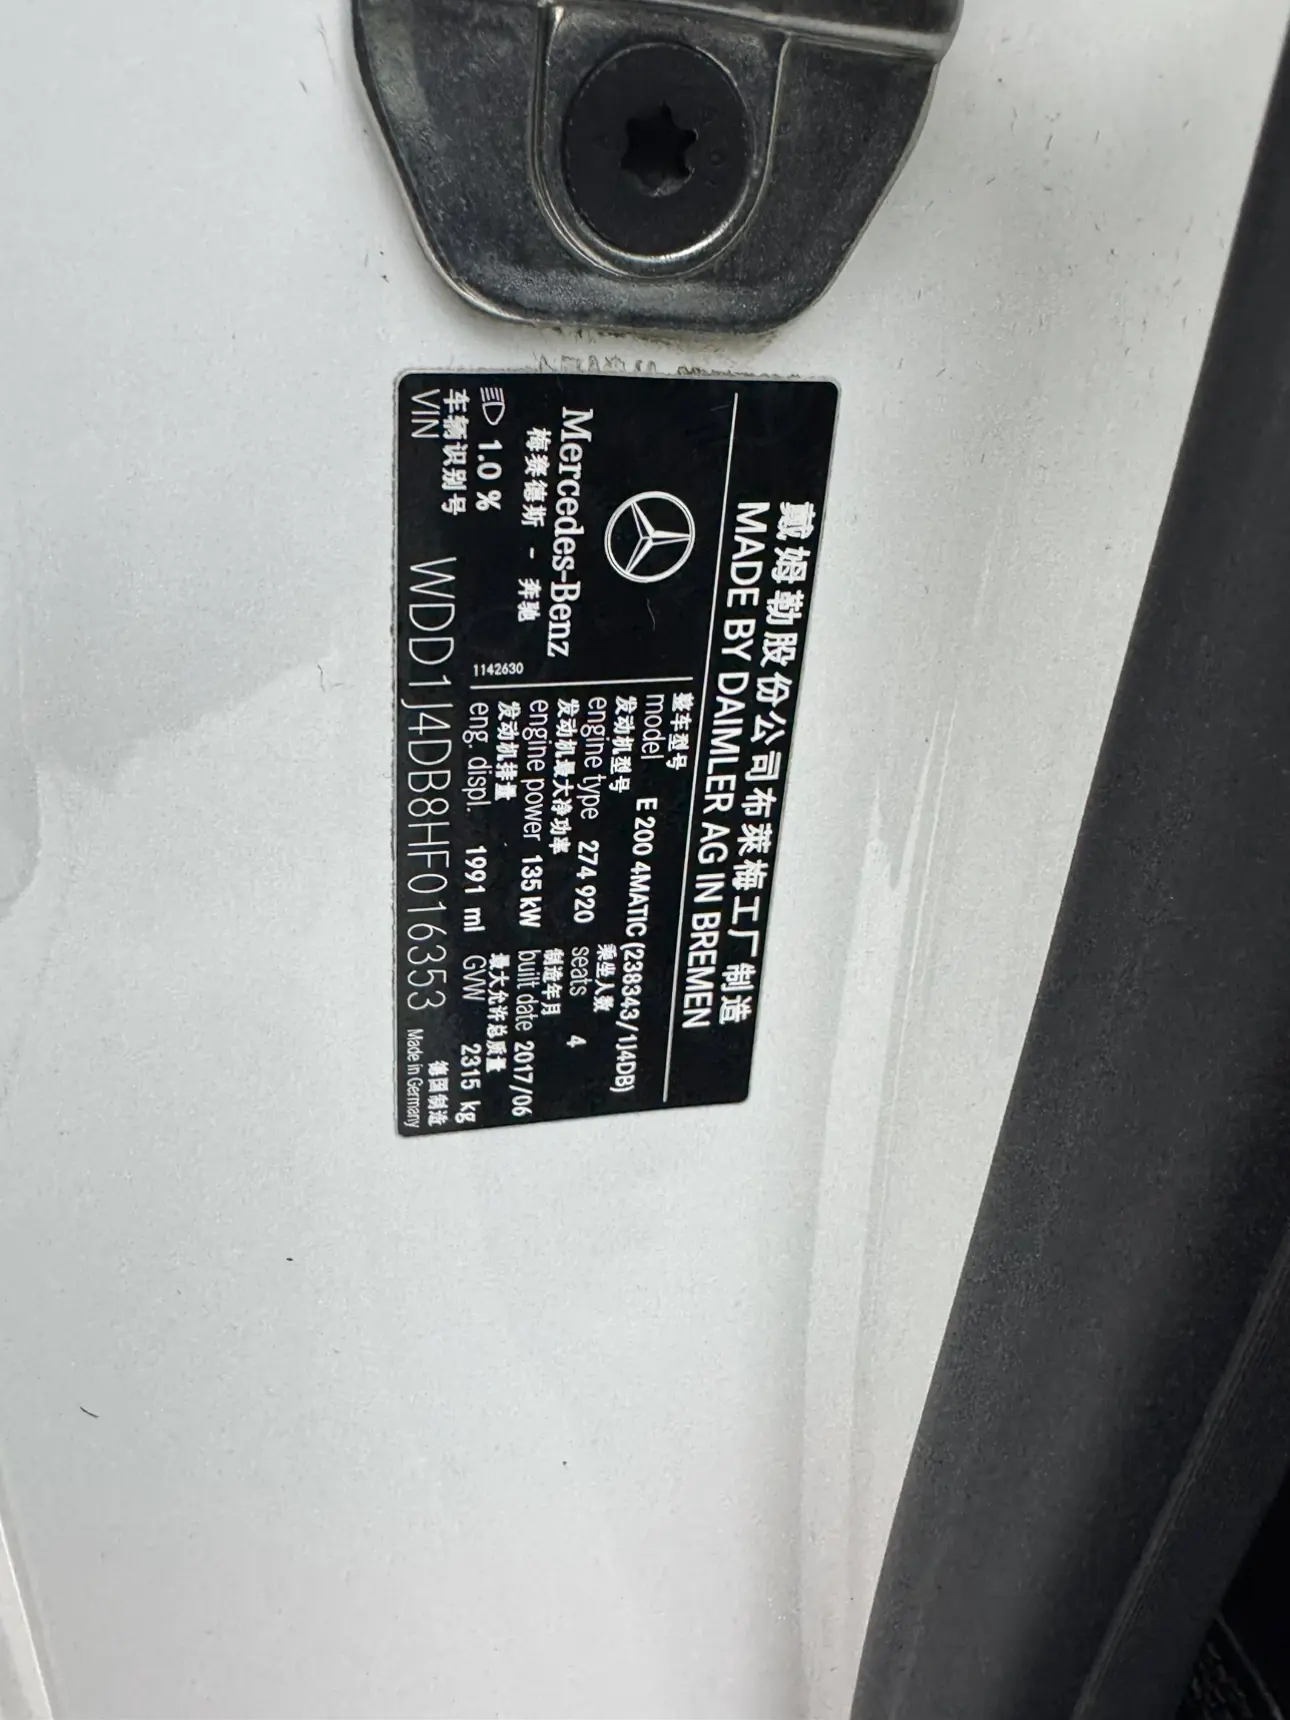 戴姆勒股份公司布莱梅工厂制造
MADE BY DAIMLER AG IN BREMEN
Mercedes-Benz
梅赛德斯 - 奔驰
1.0 %
1142630
整车型号
model E 200 4MATIC (238343/1J4DB)
发动机型号 乘坐人数
engine type 274 920 seats 4
发动机最大净功率 制造年月
engine power 135 kW built date 2017/06
发动机排量 最大允许总质量
eng. displ. 1991 ml GVW 2315 kg
车辆识别号 德国制造
VIN WDD1J4DB8HF016353 Made in Germany